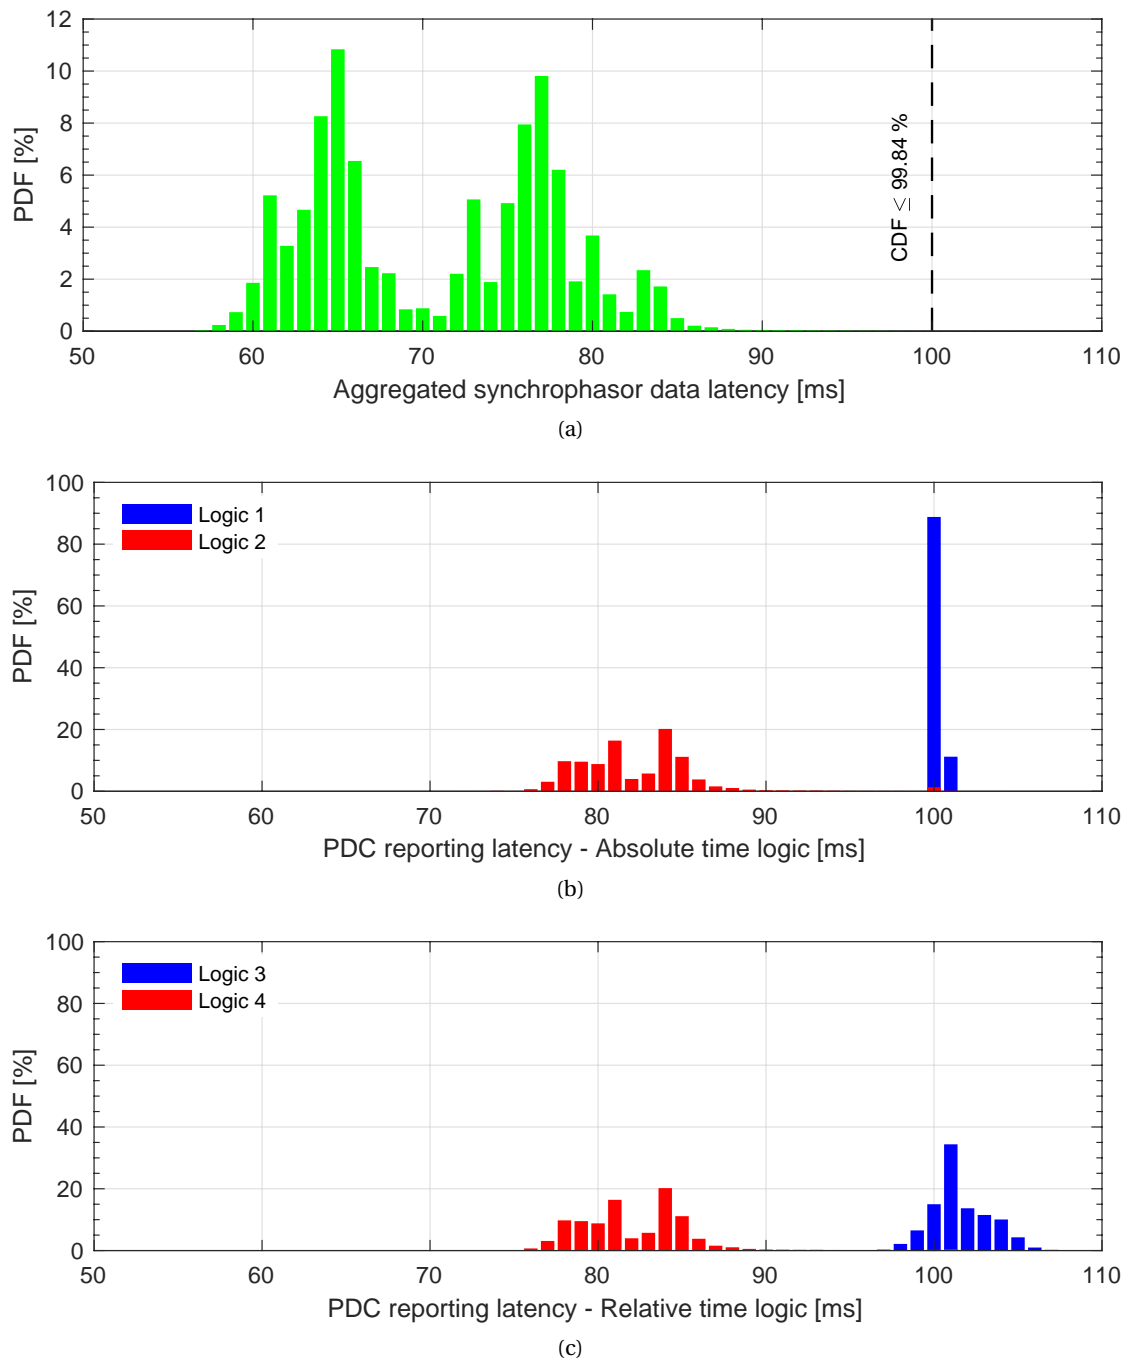 12
10
8
6
4
2
0
PDF [%]
CDF ≤ 99.84 %
50 60 70 80 90 100 110
Aggregated synchrophasor data latency [ms]
(a)
100
80
60
40
20
0
PDF [%]
Logic 1
Logic 2
50 60 70 80 90 100 110
PDC reporting latency - Absolute time logic [ms]
(b)
100
80
60
40
20
0
PDF [%]
Logic 3
Logic 4
50 60 70 80 90 100 110
PDC reporting latency - Relative time logic [ms]
(c)